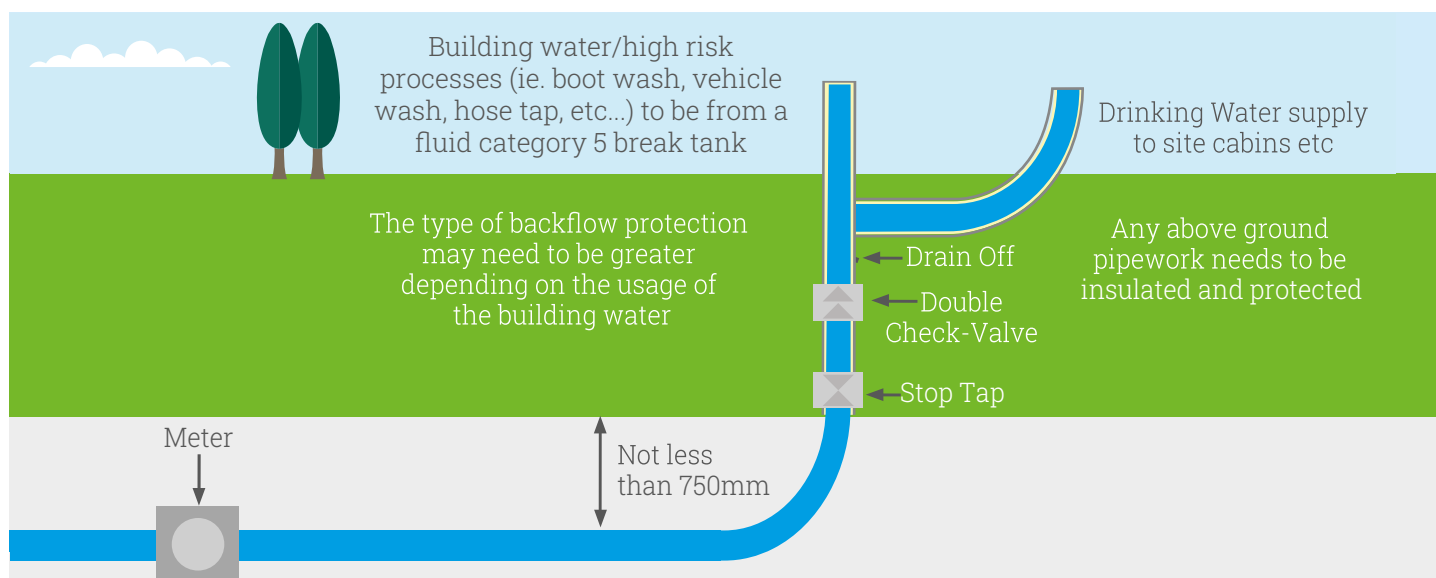 Building water/high risk
processes (ie. boot wash, vehicle
wash, hose tap, etc...) to be from a
fluid category 5 break tank
Drinking Water supply
to site cabins etc
The type of backflow protection
may need to be greater
depending on the usage of
the building water
Any above ground
pipework needs to be
insulated and protected
Drain Off
Double
Check-Valve
Stop Tap
Meter
Not less
than 750mm